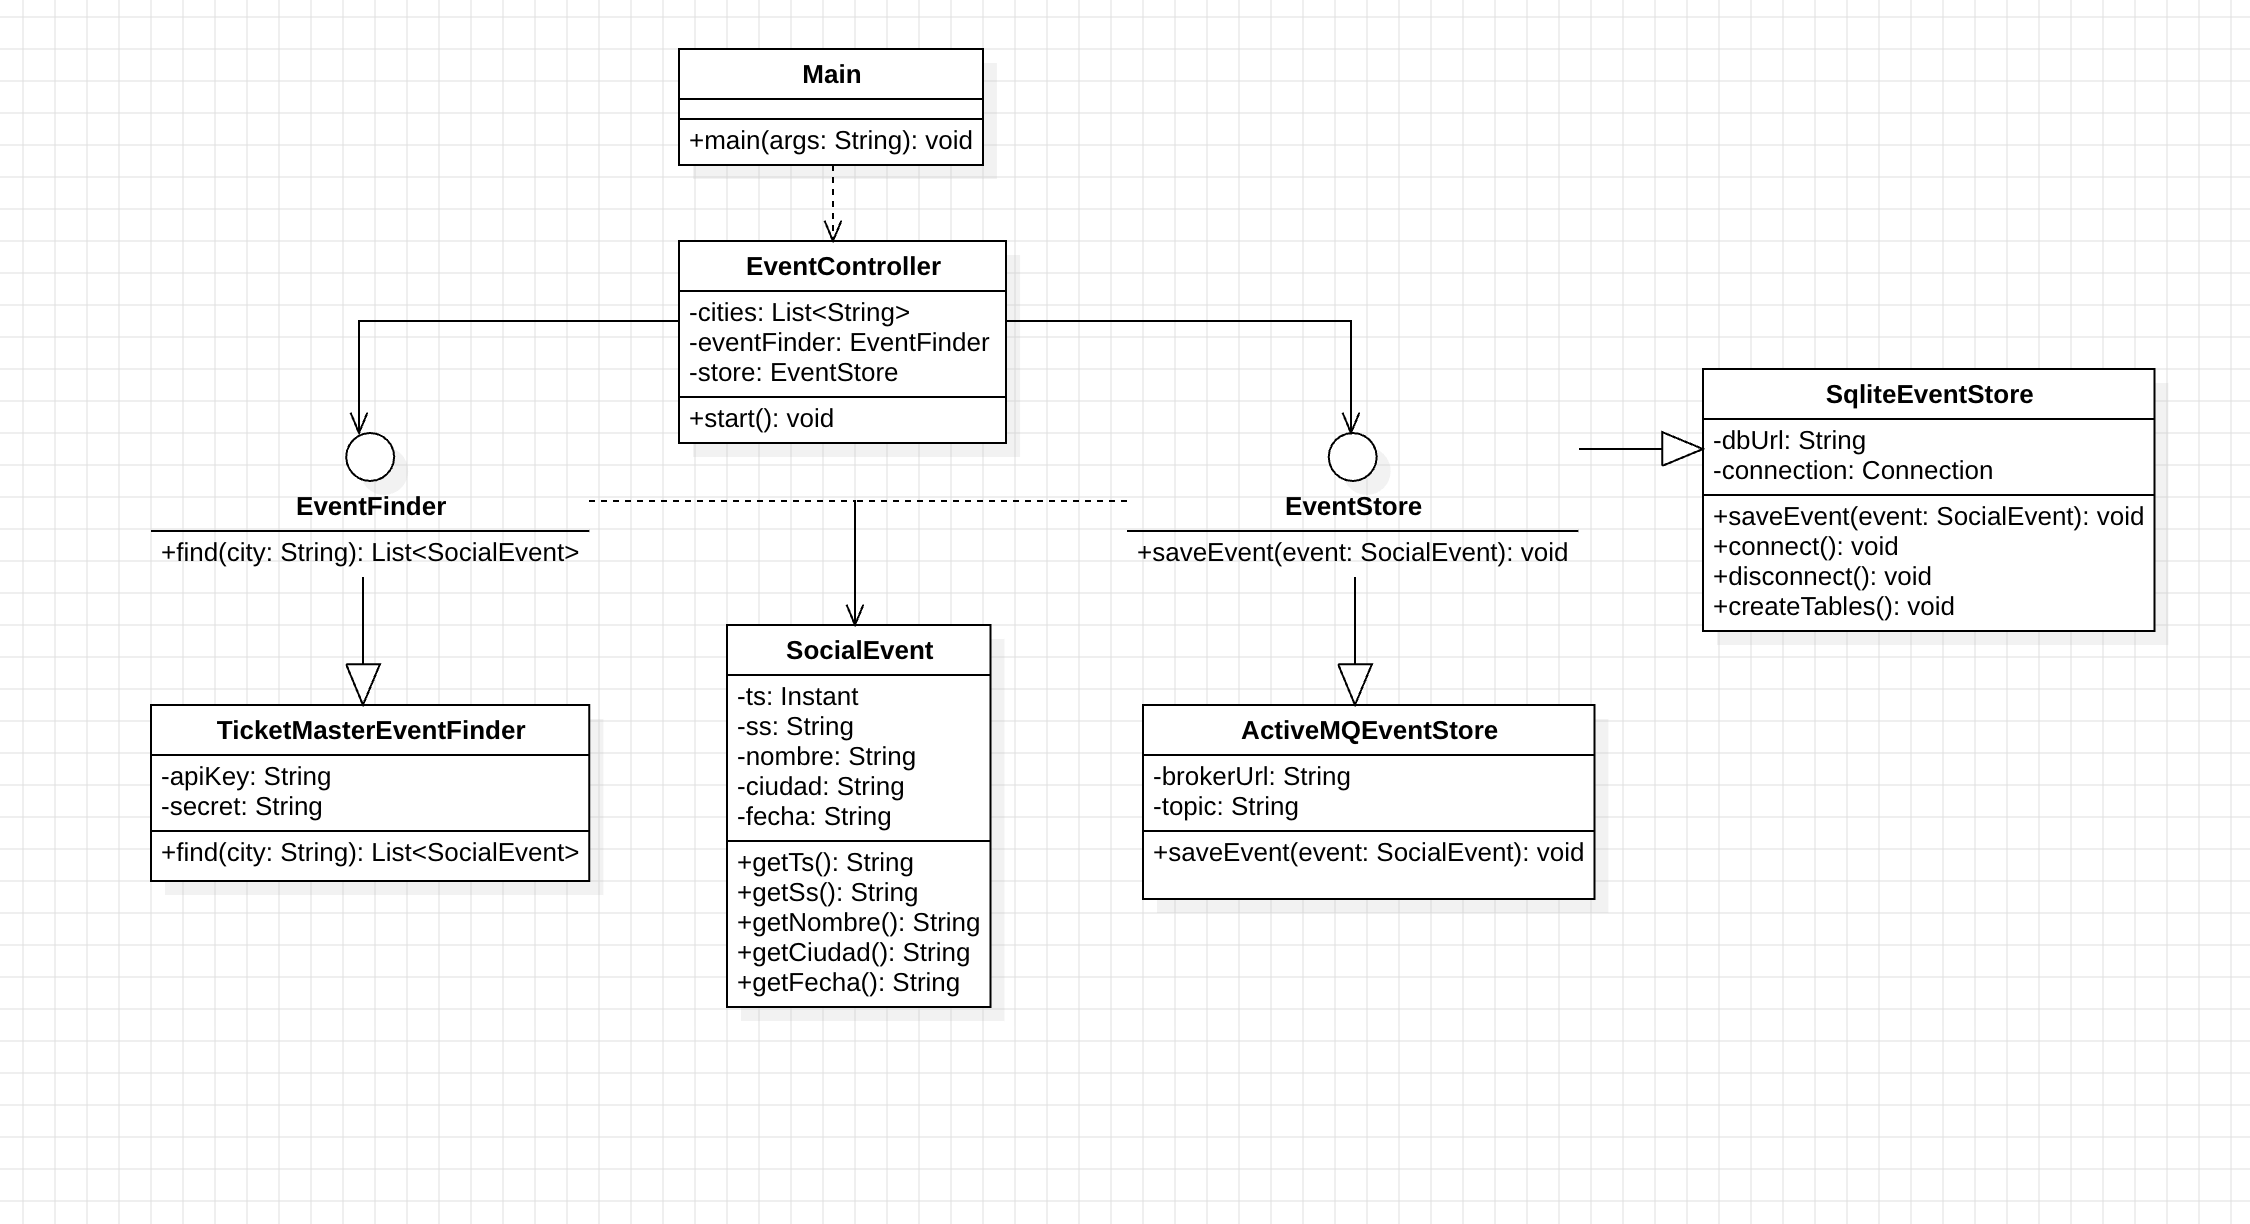 Main
+main(args: String): void
EventController
-cities: List<String>
-eventFinder: EventFinder
-store: EventStore
+start(): void
EventFinder
+find(city: String): List<SocialEvent>
EventStore
+saveEvent(event: SocialEvent): void
SqliteEventStore
-dbUrl: String
-connection: Connection
+saveEvent(event: SocialEvent): void
+connect(): void
+disconnect(): void
+createTables(): void
TicketMasterEventFinder
-apiKey: String
-secret: String
+find(city: String): List<SocialEvent>
SocialEvent
-ts: Instant
-ss: String
-nombre: String
-ciudad: String
-fecha: String
+getTs(): String
+getSs(): String
+getNombre(): String
+getCiudad(): String
+getFecha(): String
ActiveMQEventStore
-brokerUrl: String
-topic: String
+saveEvent(event: SocialEvent): void